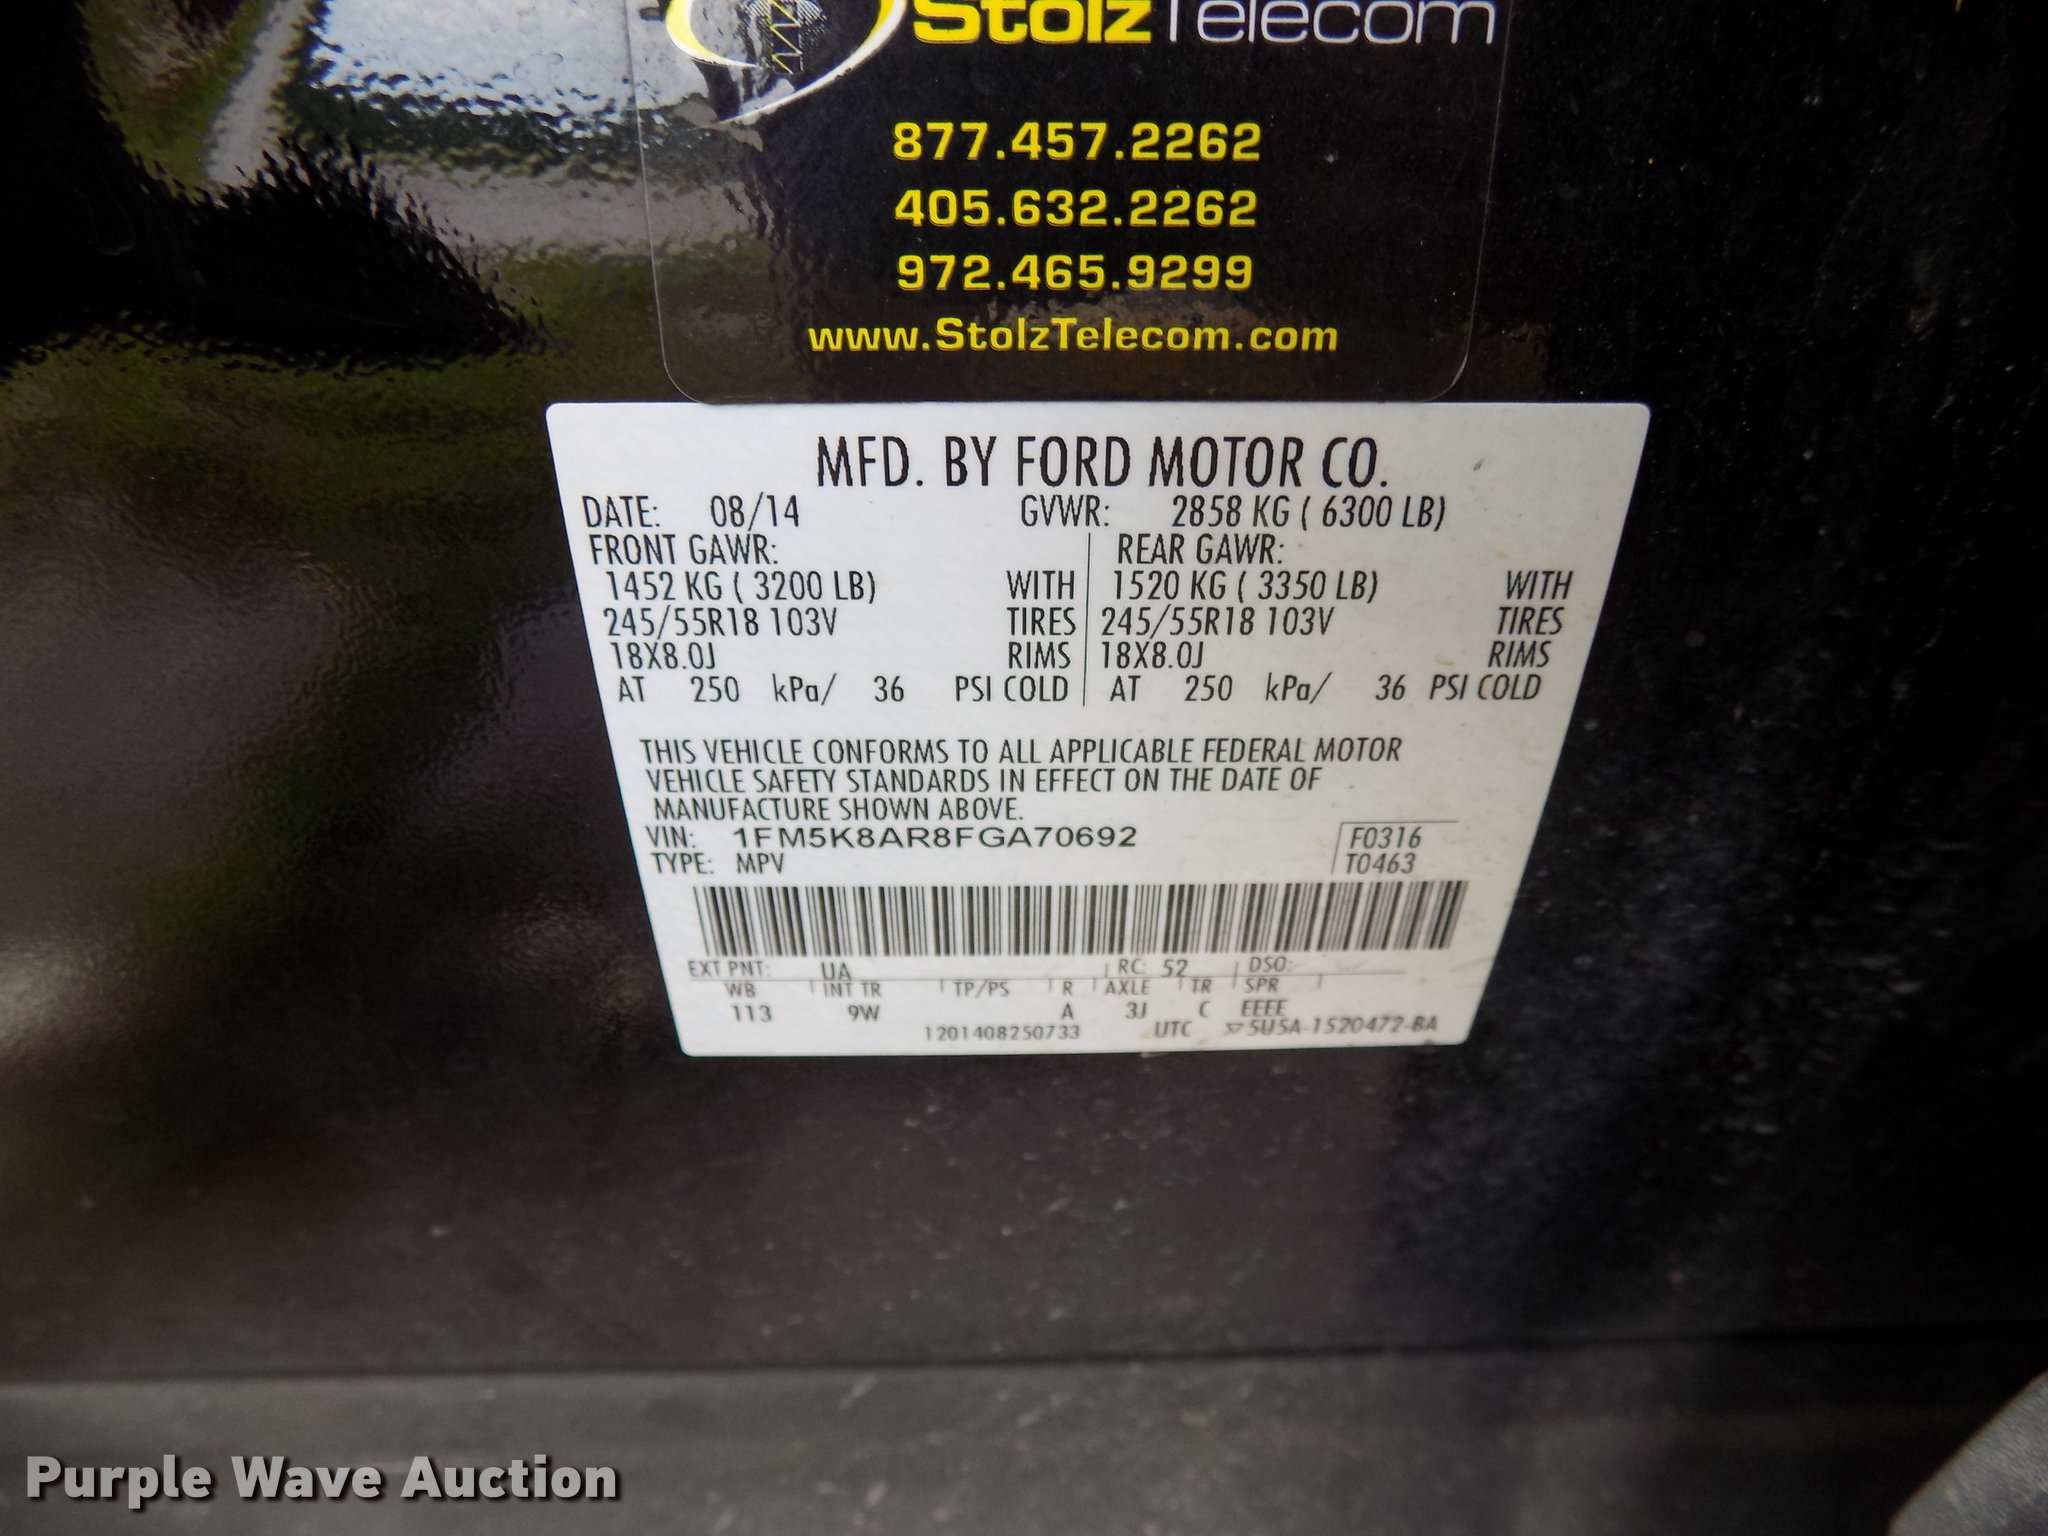 StolzTelecom
877.457.2262
405.632.2262
972.465.9299
www.StolzTelecom.com
MFD. BY FORD MOTOR CO.
DATE: 08/14 GVWR: 2858 KG ( 6300 LB)
FRONT GAWR: REAR GAWR:
1452 KG ( 3200 LB) WITH 1520 KG ( 3350 LB) WITH
245/55R18 103V TIRES 245/55R18 103V TIRES
18X8.0J RIMS 18X8.0J RIMS
AT 250 kPa/ 36 PSI COLD AT 250 kPa/ 36 PSI COLD
THIS VEHICLE CONFORMS TO ALL APPLICABLE FEDERAL MOTOR
VEHICLE SAFETY STANDARDS IN EFFECT ON THE DATE OF
MANUFACTURE SHOWN ABOVE.
VIN: 1FM5K8AR8FGA70692 F0316
TYPE: MPV T0463
EXT PNT: UA RC: 52 DSO:
WB INT TR TP/PS R AXLE TR SPR
113 9W A 3J C EEEE
1201408250733 UTC 5U5A-1520472-BA
Purple Wave Auction